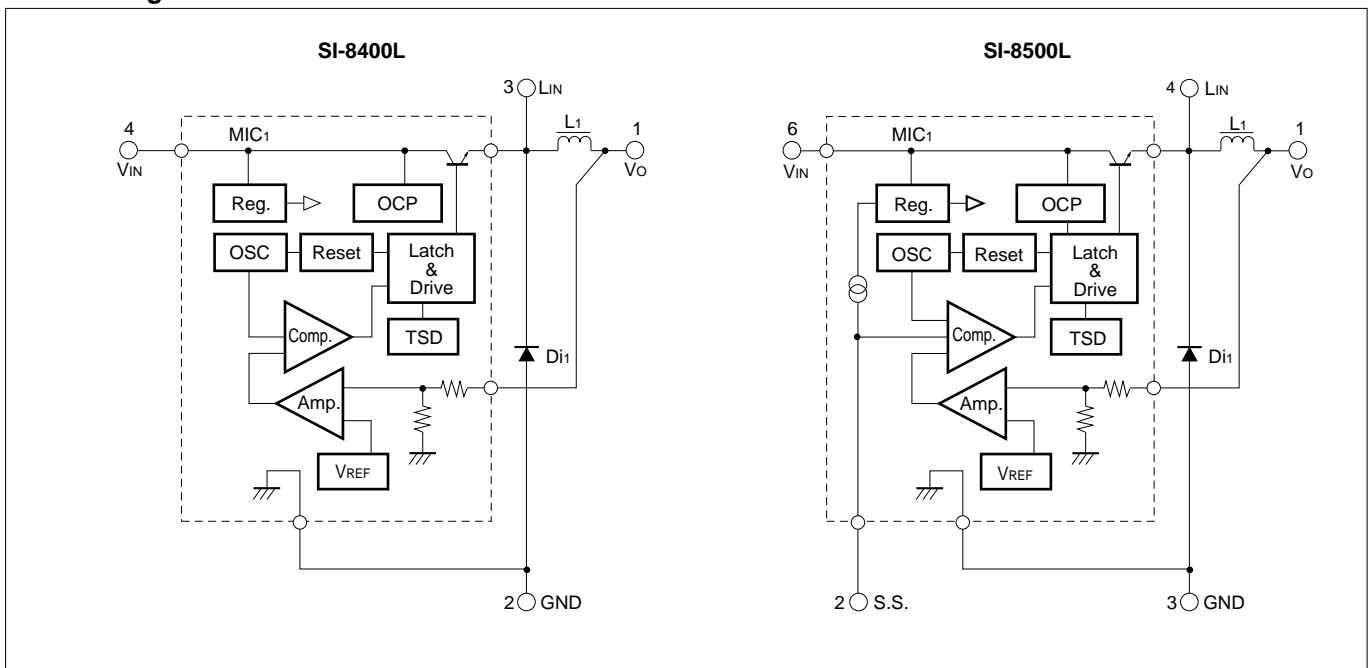 SI-8400L
3 LIN
4
VIN
MIC1
L1
1
VO
Reg.
OCP
OSC
Reset
Latch
&
Drive
Comp.
TSD
Di1
Amp.
VREF
2 GND
SI-8500L
4 LIN
6
VIN
MIC1
L1
1
VO
Reg.
OCP
OSC
Reset
Latch
&
Drive
Comp.
TSD
Di1
Amp.
VREF
2 S.S.
3 GND